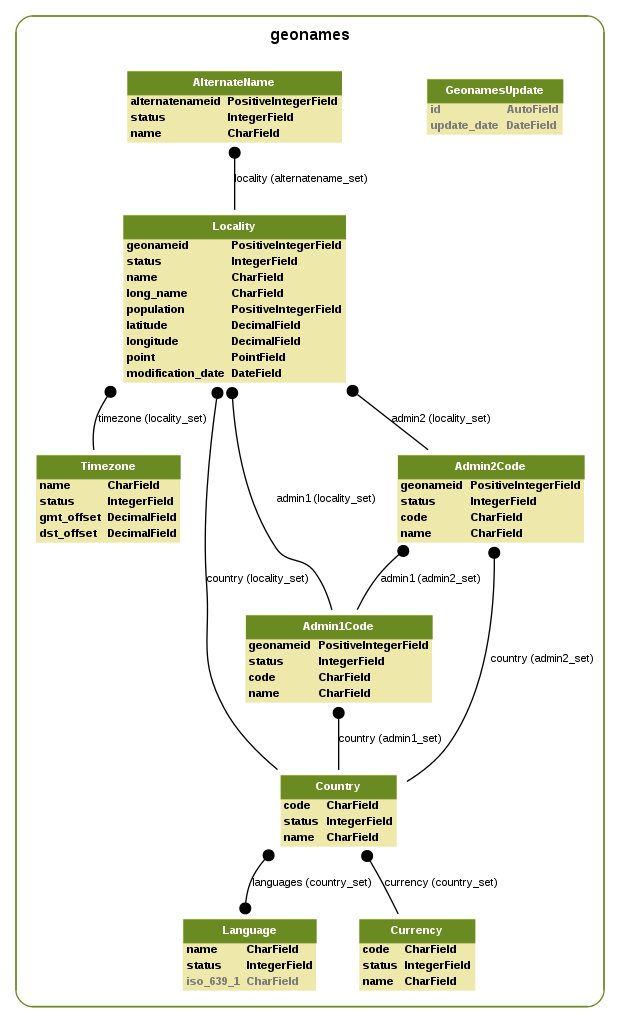 geonames
AlternateName
alternatenameid PositiveIntegerField
status IntegerField
name CharField
GeonamesUpdate
id AutoField
update_date DateField
locality (alternatename_set)
Locality
geonameid PositiveIntegerField
status IntegerField
name CharField
long_name CharField
population PositiveIntegerField
latitude DecimalField
longitude DecimalField
point PointField
modification_date DateField
timezone (locality_set)
admin2 (locality_set)
Timezone
name CharField
status IntegerField
gmt_offset DecimalField
dst_offset DecimalField
admin1 (locality_set)
Admin2Code
geonameid PositiveIntegerField
status IntegerField
code CharField
name CharField
country (locality_set)
admin1 (admin2_set)
Admin1Code
geonameid PositiveIntegerField
status IntegerField
code CharField
name CharField
country (admin2_set)
country (admin1_set)
Country
code CharField
status IntegerField
name CharField
languages (country_set)
currency (country_set)
Language
name CharField
status IntegerField
iso_639_1 CharField
Currency
code CharField
status IntegerField
name CharField